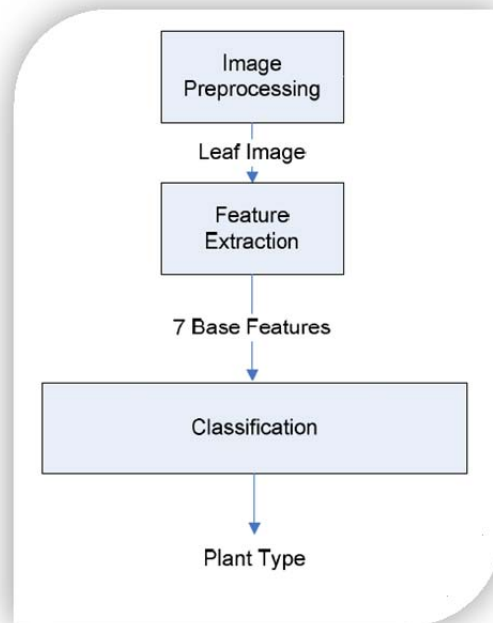 Image
Preprocessing
Leaf Image
Feature
Extraction
7 Base Features
Classification
Plant Type